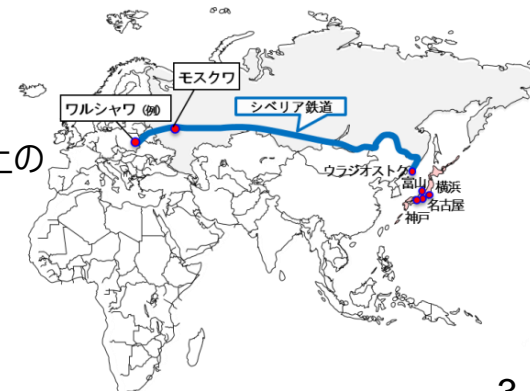 モスクワ
ワルシャワ (例)
シベリア鉄道
上の
ウラジオストク
富山
横浜
名古屋
神戸
3